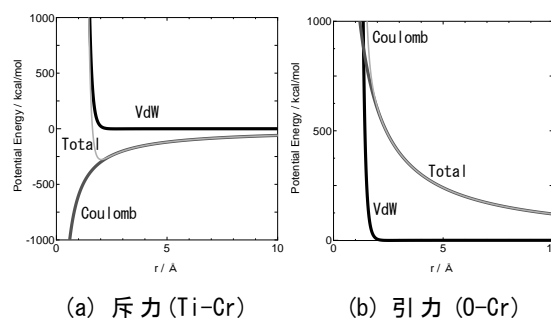 1000
500
0
-500
-1000
Potential Energy / kcal/mol
VdW
Total
Coulomb
0
5
10
r / Å
(a) 斥力(Ti-Cr)
1000
500
0
Potential Energy / kcal/mol
Coulomb
Total
VdW
0
5
10
r / Å
(b) 引力(O-Cr)